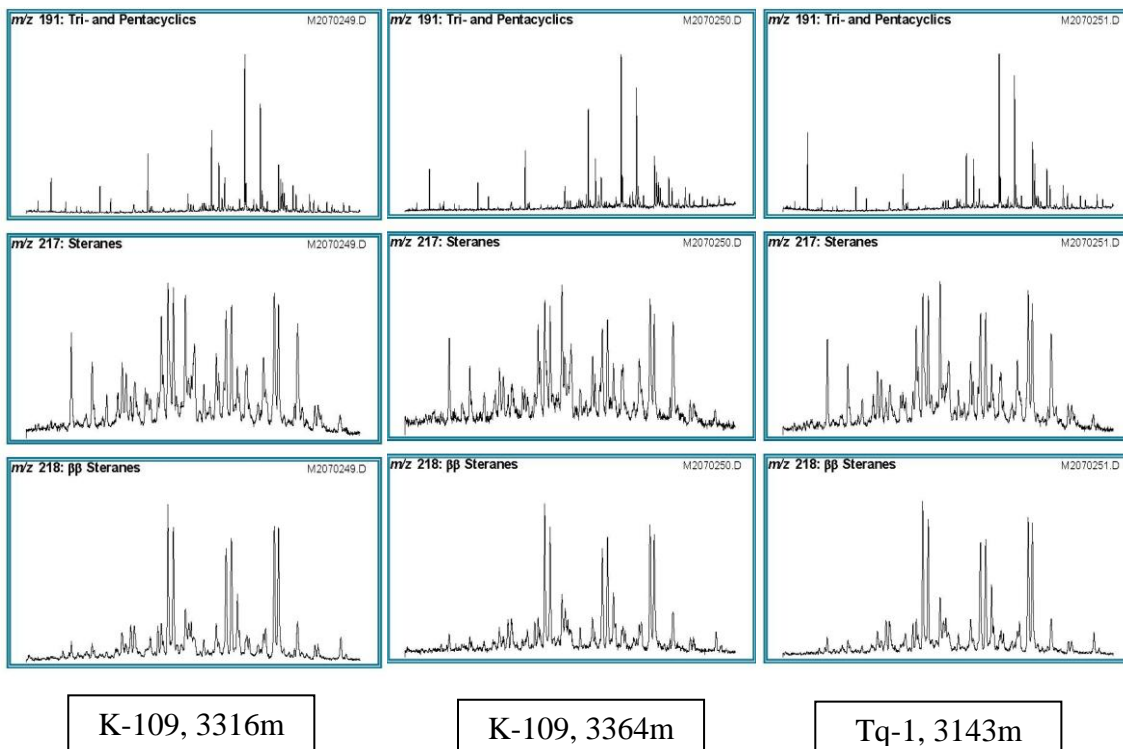 m/z 191: Tri- and Pentacyclics M2070249.D
m/z 191: Tri- and Pentacyclics M2070250.D
m/z 191: Tri- and Pentacyclics M2070251.D
m/z 217: Steranes M2070249.D
m/z 217: Steranes M2070250.D
m/z 217: Steranes M2070251.D
m/z 218: ββ Steranes M2070249.D
m/z 218: ββ Steranes M2070250.D
m/z 218: ββ Steranes M2070251.D
K-109, 3316m
K-109, 3364m
Tq-1, 3143m